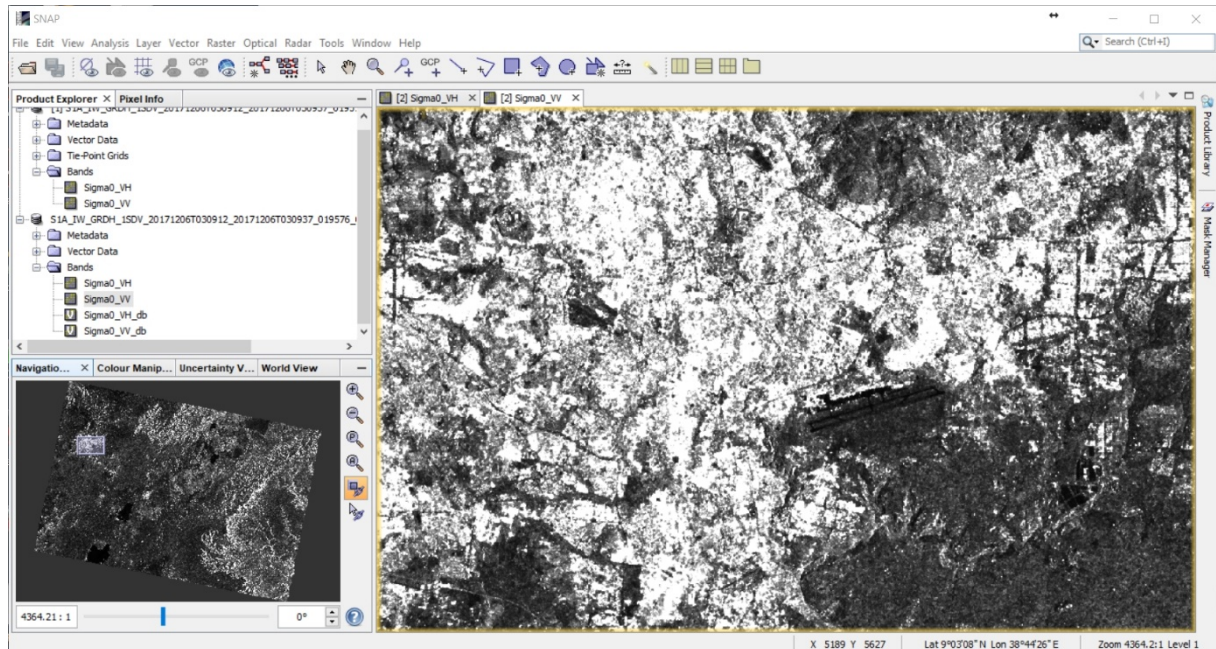 SNAP
File Edit View Analysis Layer Vector Raster Optical Radar Tools Window Help
Search (Ctrl+I)
GCP GCP
Product Explorer Pixel Info
[2] Sigma0_VH [2] Sigma0_VV
Metadata
Vector Data
Tie-Point Grids
Bands
Sigma0_VH
Sigma0_VV
S1A_IW_GRDH_1SDV_20171206T030912_20171206T030937_019576_
Metadata
Vector Data
Bands
Sigma0_VH
Sigma0_VV
Sigma0_VH_db
Sigma0_VV_db
Product Library
Mask Manager
Navigatio... Colour Manip... Uncertainty V... World View
4364.21 : 1
0°
X 5189 Y 5627 Lat 9°03'08" N Lon 38°44'26" E Zoom 4364.2:1 Level 1